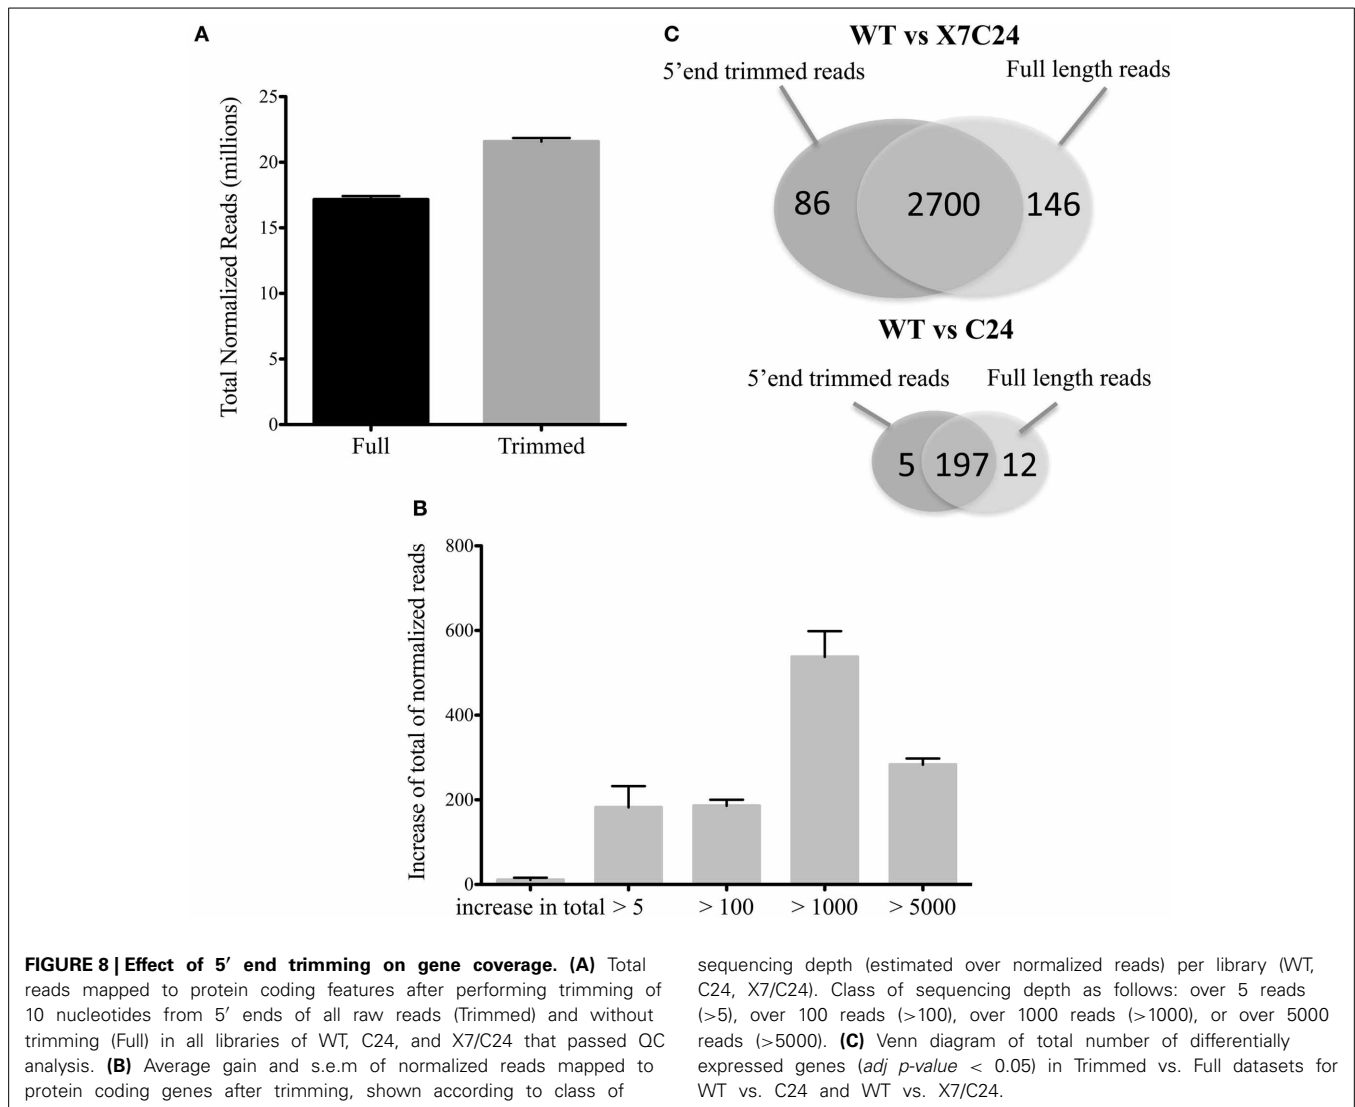 A
Total Normalized Reads (millions)
25
20
15
10
5
0
Full
Trimmed
C
WT vs X7C24
5'end trimmed reads
Full length reads
86
2700
146
WT vs C24
5'end trimmed reads
Full length reads
5
197
12
B
Increase of total of normalized reads
800
600
400
200
0
increase in total
> 5
> 100
> 1000
> 5000
FIGURE 8 | Effect of 5′ end trimming on gene coverage. (A) Total
reads mapped to protein coding features after performing trimming of
10 nucleotides from 5′ ends of all raw reads (Trimmed) and without
trimming (Full) in all libraries of WT, C24, and X7/C24 that passed QC
analysis. (B) Average gain and s.e.m of normalized reads mapped to
protein coding genes after trimming, shown according to class of
sequencing depth (estimated over normalized reads) per library (WT,
C24, X7/C24). Class of sequencing depth as follows: over 5 reads
(>5), over 100 reads (>100), over 1000 reads (>1000), or over 5000
reads (>5000). (C) Venn diagram of total number of differentially
expressed genes (adj p-value < 0.05) in Trimmed vs. Full datasets for
WT vs. C24 and WT vs. X7/C24.